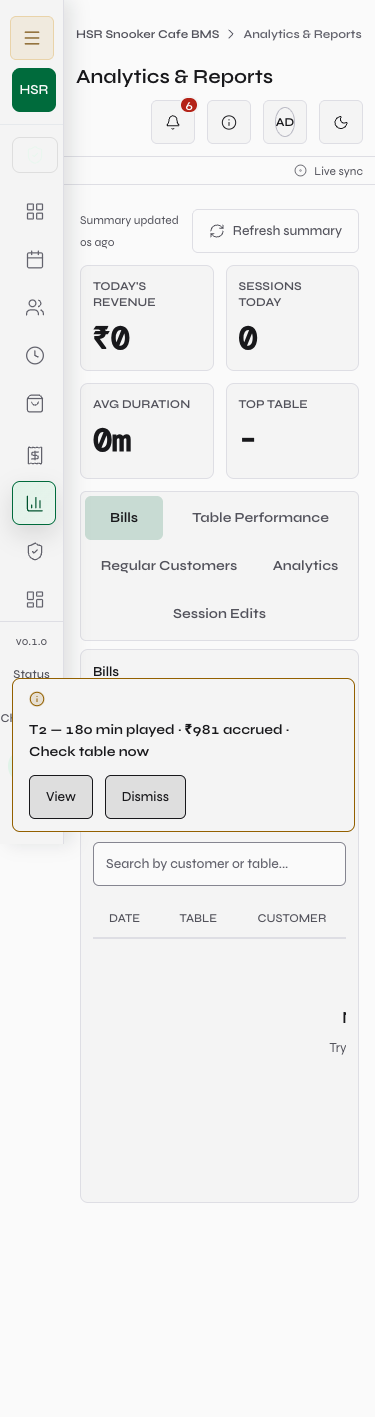 HSR Snooker Cafe BMS > Analytics & Reports
Analytics & Reports
HSR
6
AD
Live sync
Summary updated
0s ago
Refresh summary
TODAY'S
REVENUE
₹0
SESSIONS
TODAY
0
AVG DURATION
0m
TOP TABLE
-
Bills
Table Performance
Regular Customers
Analytics
Session Edits
v0.1.0
Status
Bills
T2 — 180 min played · ₹981 accrued ·
Check table now
View
Dismiss
Search by customer or table...
DATE
TABLE
CUSTOMER
Try